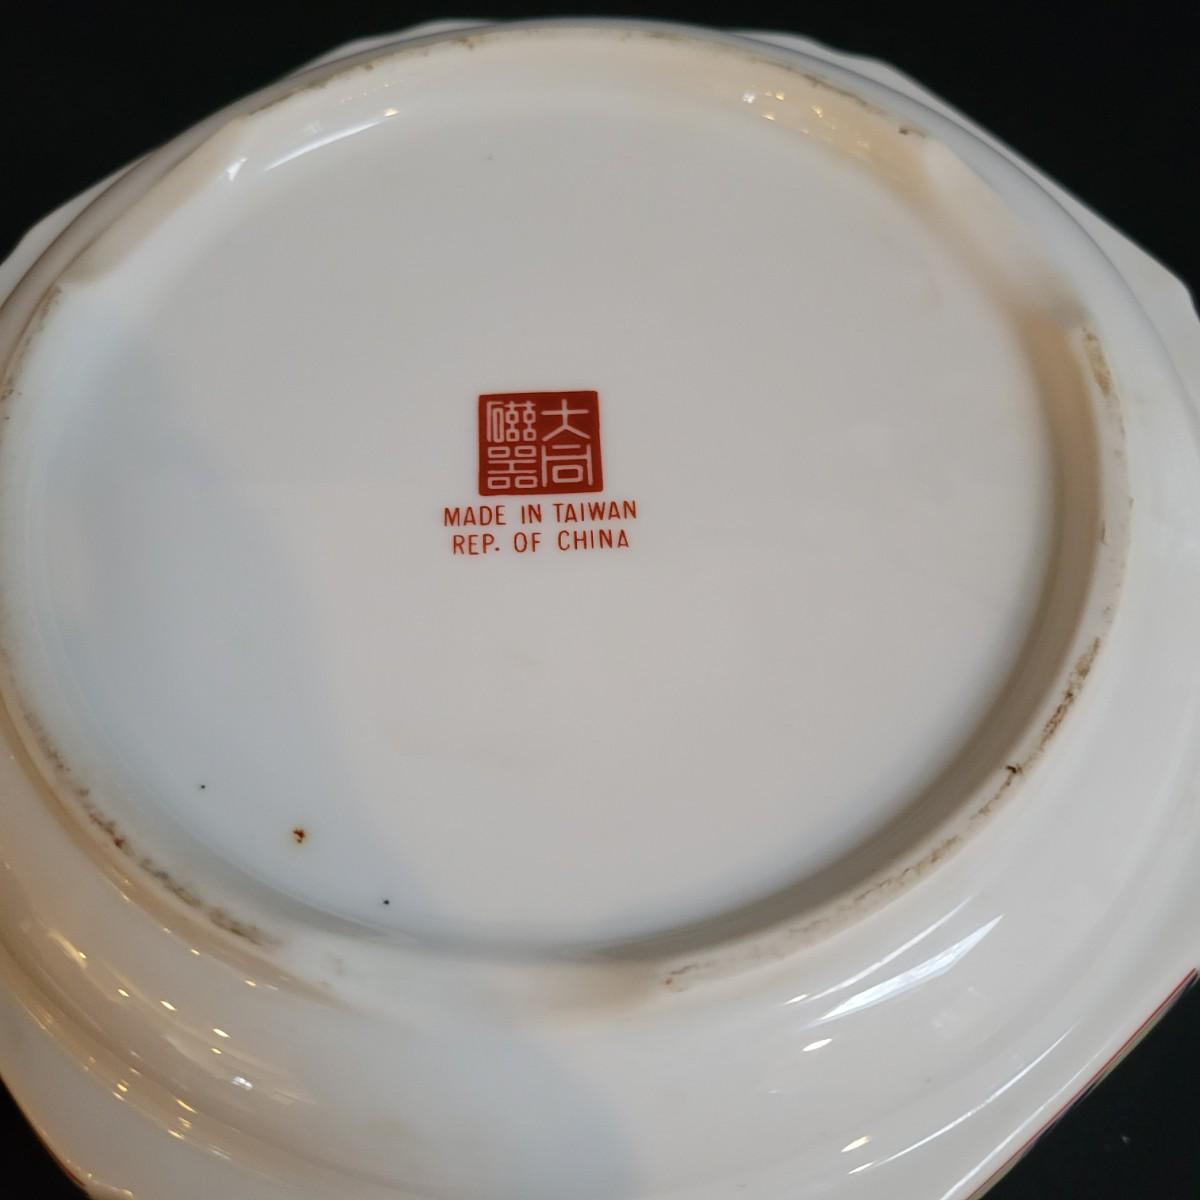 大同
磁器
MADE IN TAIWAN
REP. OF CHINA